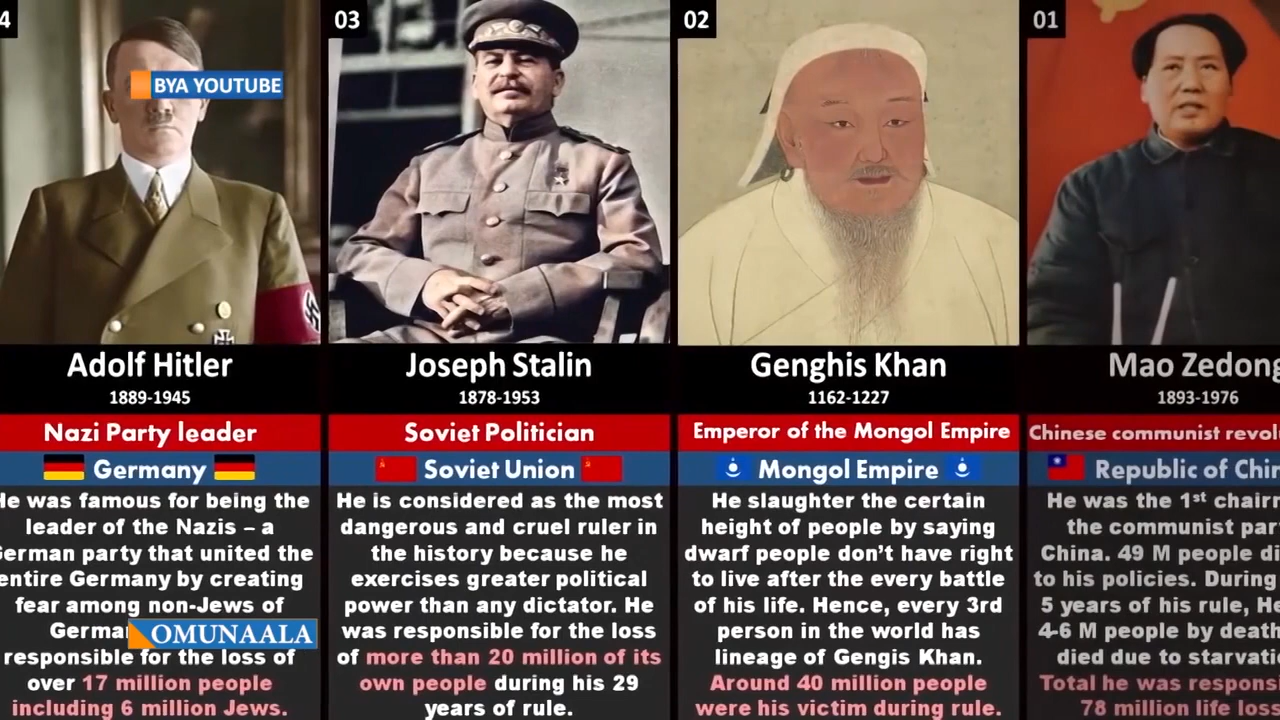 4
BYA YOUTUBE
Adolf Hitler
1889-1945
Nazi Party leader
Germany
He was famous for being the
leader of the Nazis – a
German party that united the
entire Germany by creating
fear among non-Jews of
Germa
OMUNAALA
responsible for the loss of
over 17 million people
including 6 million Jews.
03
Joseph Stalin
1878-1953
Soviet Politician
Soviet Union
He is considered as the most
dangerous and cruel ruler in
the history because he
exercises greater political
power than any dictator. He
was responsible for the loss
of more than 20 million of its
own people during his 29
years of rule.
02
Genghis Khan
1162-1227
Emperor of the Mongol Empire
Mongol Empire
He slaughter the certain
height of people by saying
dwarf people don't have right
to live after the every battle
of his life. Hence, every 3rd
person in the world has
lineage of Gengis Khan.
Around 40 million people
were his victim during rule.
01
Mao Zedong
1893-1976
Chinese communist revol
Republic of Chin
He was the 1st chairm
the communist par
China. 49 M people di
to his policies. During
5 years of his rule, He
4-6 M people by death
died due to starvati
Total he was respons
78 million life loss